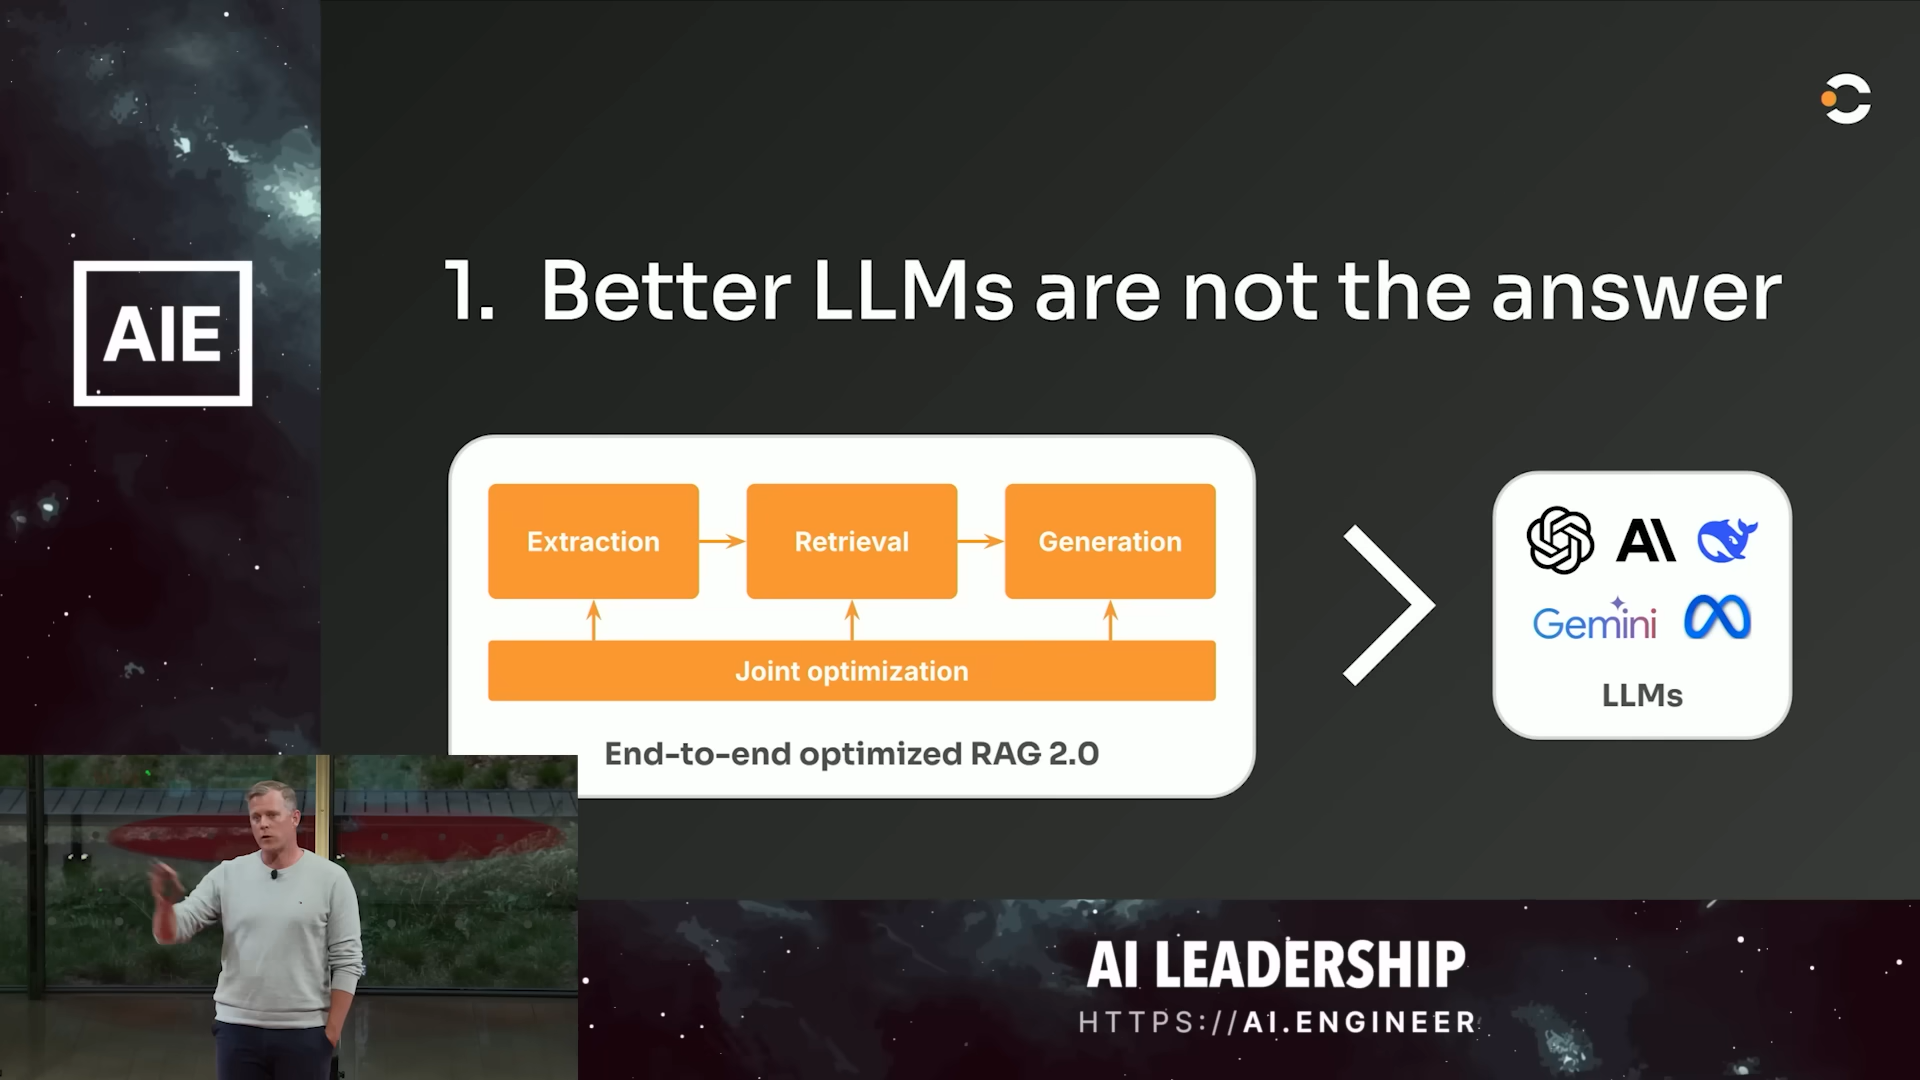 AIE
1. Better LLMs are not the answer
Extraction
Retrieval
Generation
Joint optimization
End-to-end optimized RAG 2.0
Gemini
LLMs
AI LEADERSHIP
HTTPS://AI.ENGINEER